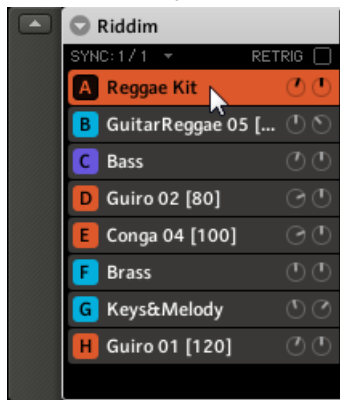 Riddim
SYNC: 1 / 1 RETRIG
A Reggae Kit
B GuitarReggae 05 [...
C Bass
D Guiro 02 [80]
E Conga 04 [100]
F Brass
G Keys&Melody
H Guiro 01 [120]